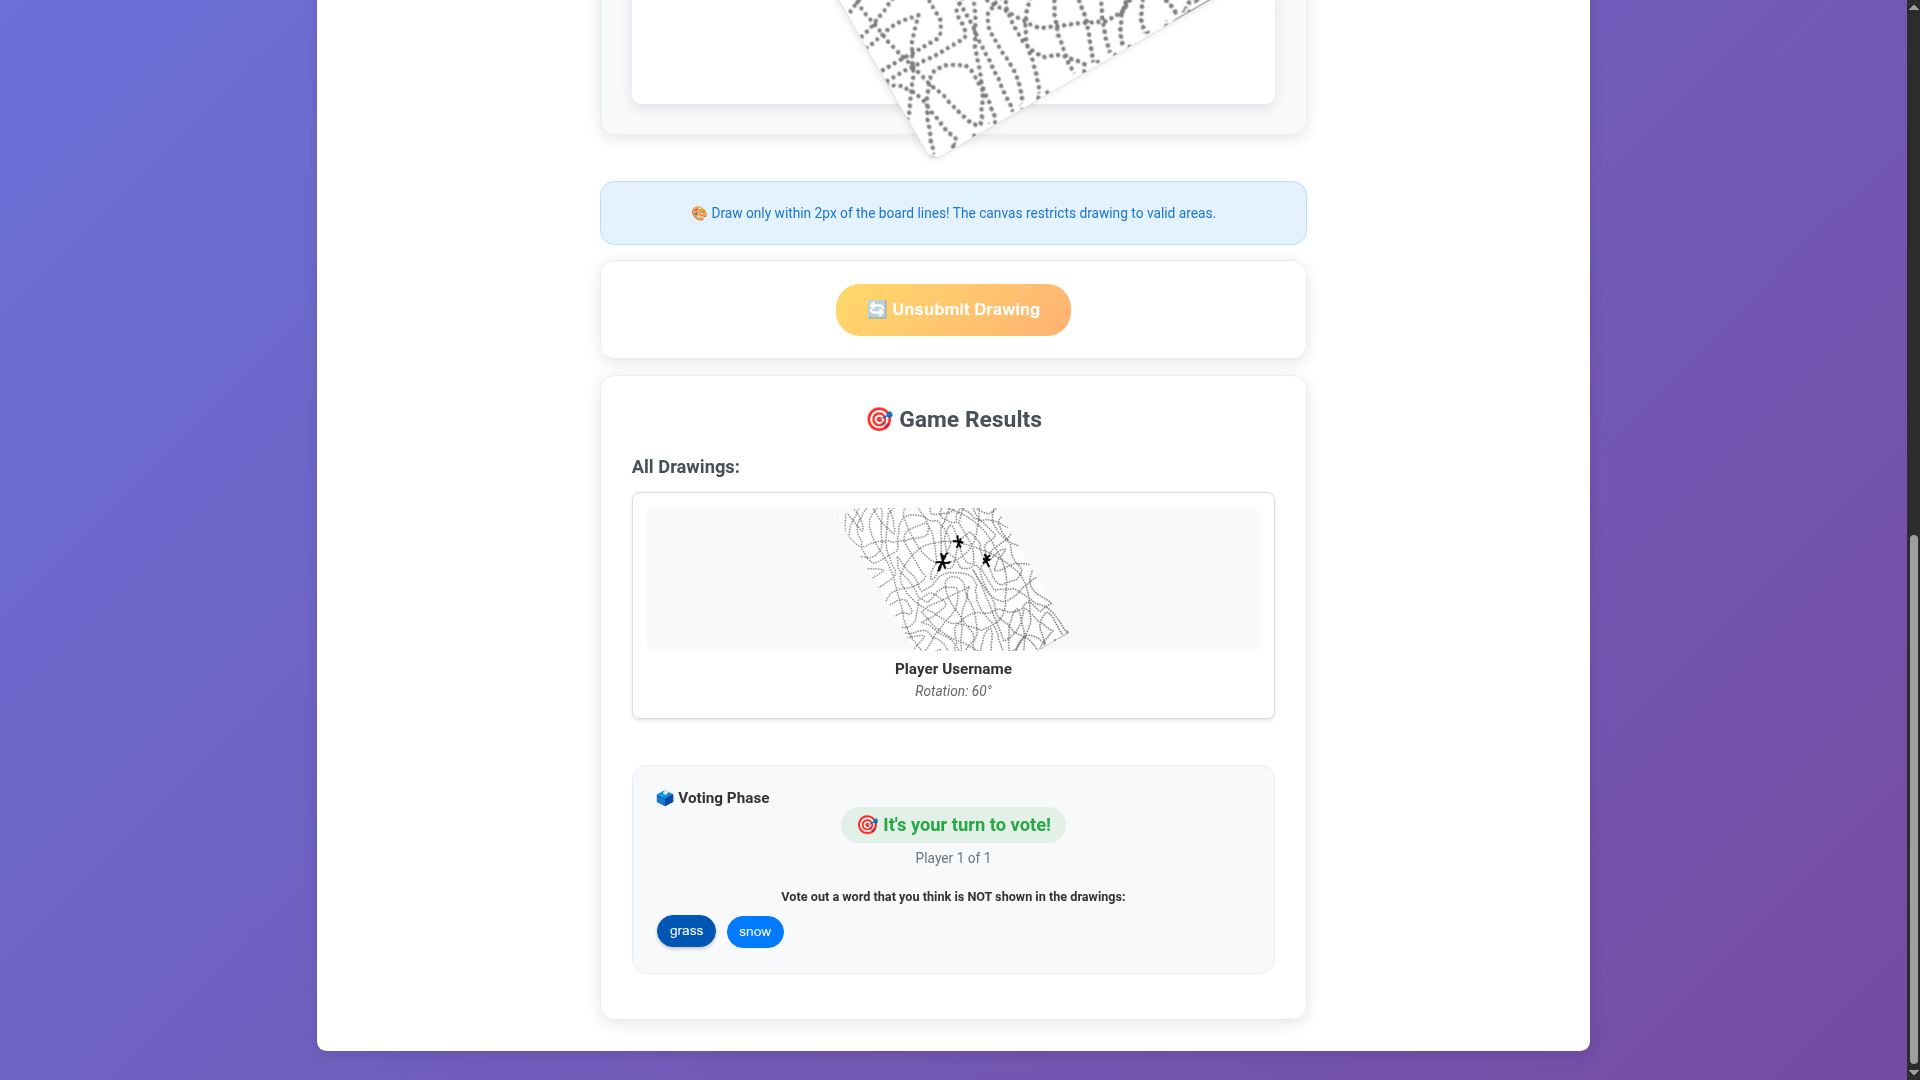 🎨 Draw only within 2px of the board lines! The canvas restricts drawing to valid areas.
🔄 Unsubmit Drawing
🎯 Game Results
All Drawings:
Player Username
Rotation: 60°
🗳️ Voting Phase
🎯 It's your turn to vote!
Player 1 of 1
Vote out a word that you think is NOT shown in the drawings:
grass snow